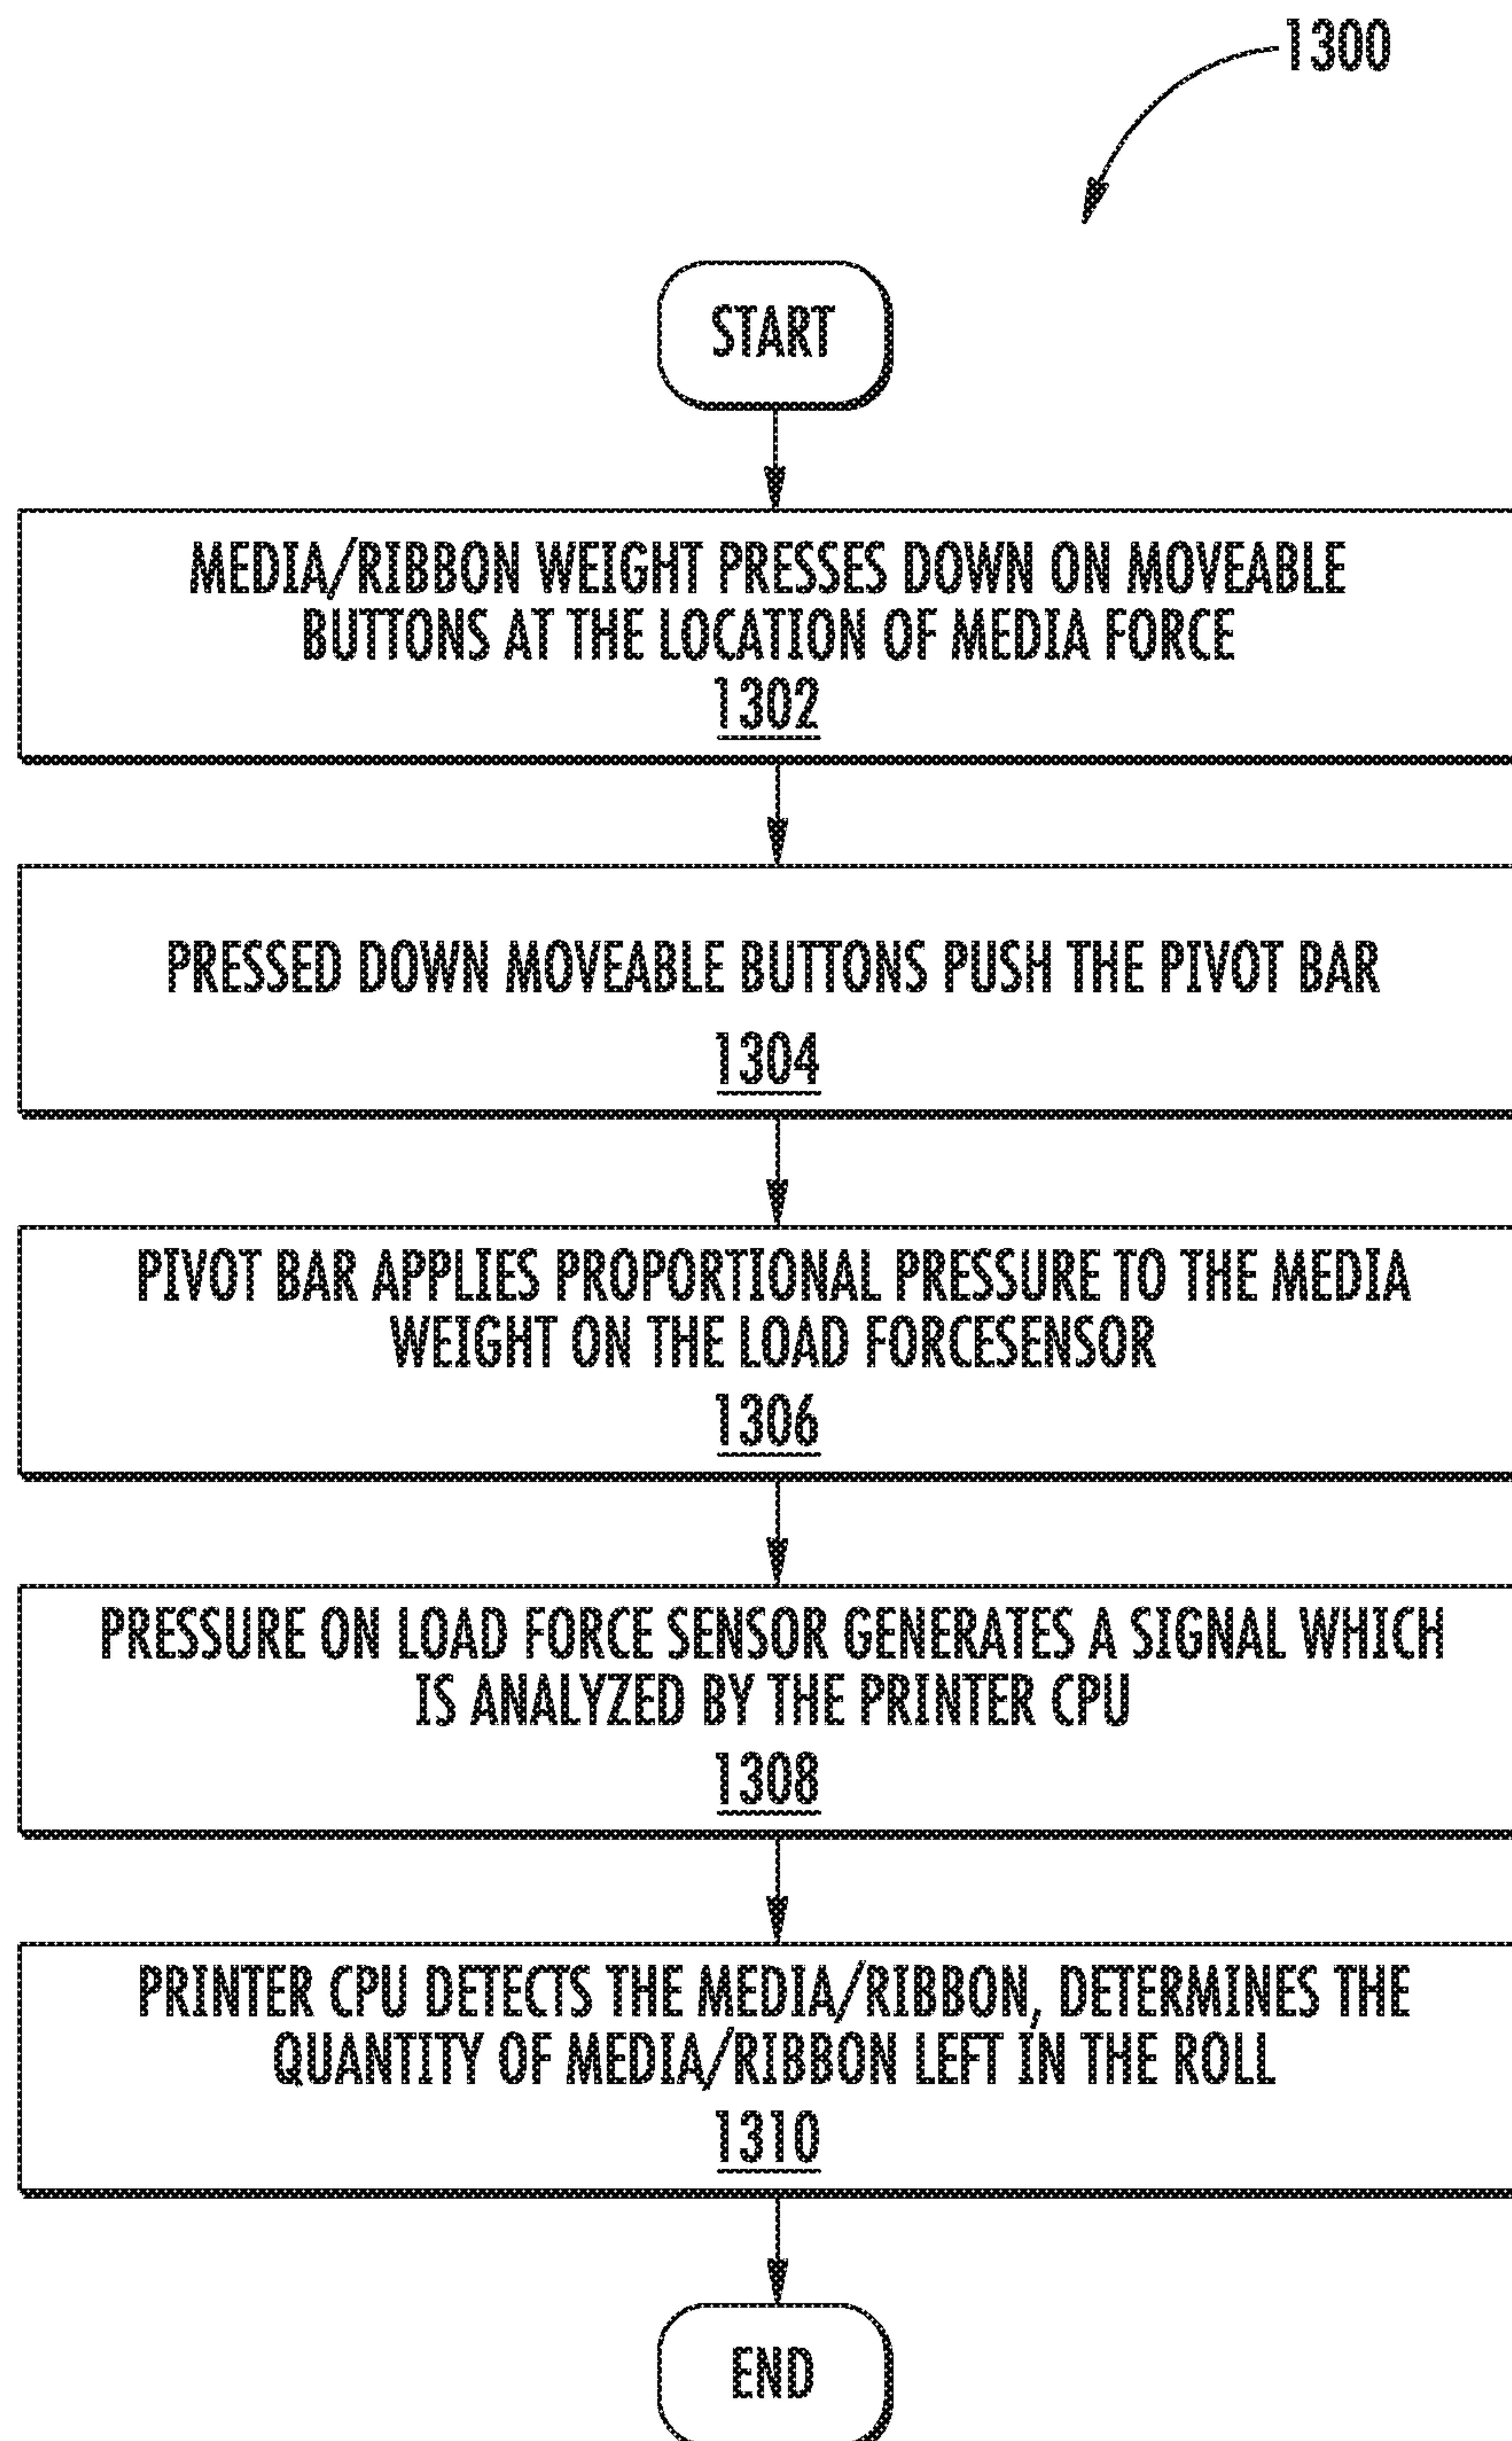 1300
START
MEDIA/RIBBON WEIGHT PRESSES DOWN ON MOVEABLE
BUTTONS AT THE LOCATION OF MEDIA FORCE
1302
PRESSED DOWN MOVEABLE BUTTONS PUSH THE PIVOT BAR
1304
PIVOT BAR APPLIES PROPORTIONAL PRESSURE TO THE MEDIA
WEIGHT ON THE LOAD FORCESENSOR
1306
PRESSURE ON LOAD FORCE SENSOR GENERATES A SIGNAL WHICH
IS ANALYZED BY THE PRINTER CPU
1308
PRINTER CPU DETECTS THE MEDIA/RIBBON, DETERMINES THE
QUANTITY OF MEDIA/RIBBON LEFT IN THE ROLL
1310
END